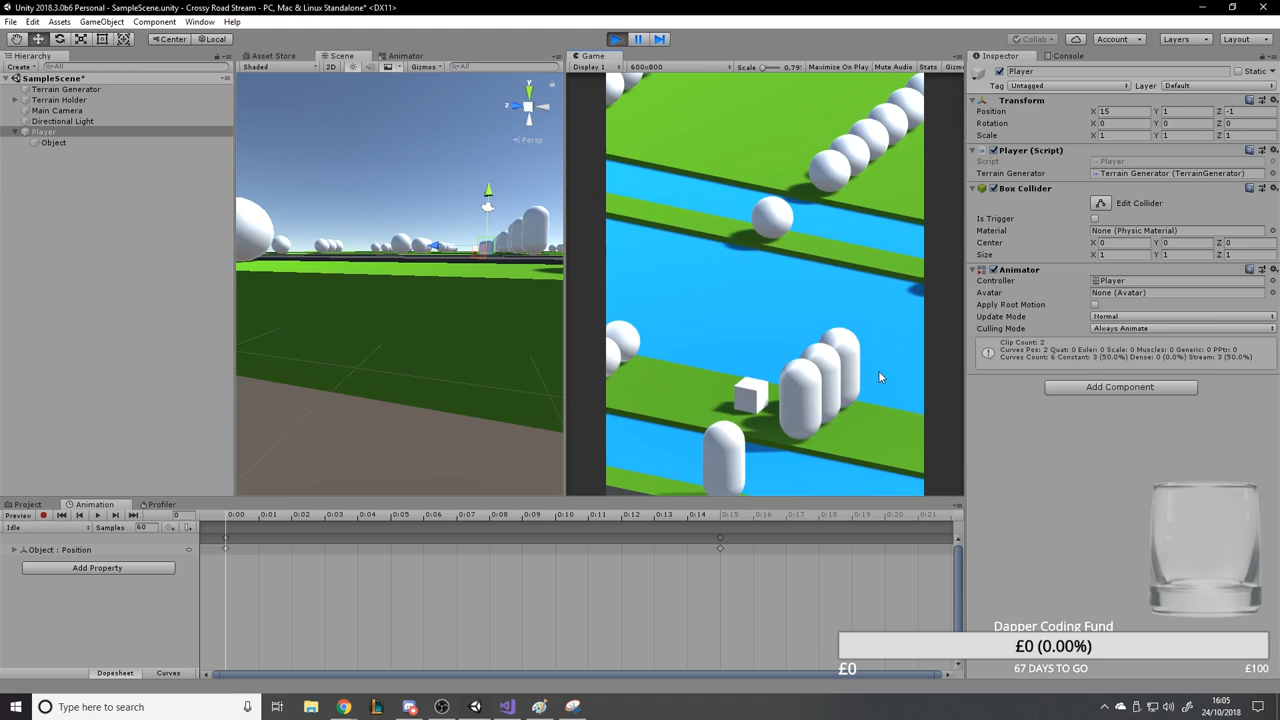 Unity 2018.3.0b6 Personal - SampleScene.unity - Crossy Road Stream - PC, Mac & Linux Standalone* <DX11>
File Edit Assets GameObject Component Window Help
Center Local Collab Account Layers Layout
Hierarchy
Create All
SampleScene*
Terrain Generator
Terrain Holder
Main Camera
Directional Light
Player
Object
Asset Store Scene Animator
Shaded 2D Gizmos All
y
z
Persp
Game
Display 1 600x800 Scale 0.79 Maximize On Play Mute Audio Stats Gizmo
Inspector Console
Player Static
Tag Untagged Layer Default
Transform
Position X 15 Y 1 Z -1
Rotation X 0 Y 0 Z 0
Scale X 1 Y 1 Z 1
Player (Script)
Script Player
Terrain Generator Terrain Generator (TerrainGenerator)
Box Collider
Edit Collider
Is Trigger
Material None (Physic Material)
Center X 0 Y 0 Z 0
Size X 1 Y 1 Z 1
Animator
Controller Player
Avatar None (Avatar)
Apply Root Motion
Update Mode Normal
Culling Mode Always Animate
Clip Count: 2
Curves Pos: 2 Quat: 0 Euler: 0 Scale: 0 Muscles: 0 Generic: 0 PPtr: 0
Curves Count: 6 Constant: 3 (50.0%) Dense: 0 (0.0%) Stream: 3 (50.0%)
Add Component
Project Animation Profiler
Preview 0
Idle Samples 60
0:00 0:01 0:02 0:03 0:04 0:05 0:06 0:07 0:08 0:09 0:10 0:11 0:12 0:13 0:14 0:15 0:16 0:17 0:18 0:19 0:20 0:21
Object : Position
Add Property
Dopesheet Curves
Dapper Coding Fund
£0 (0.00%)
£0 67 DAYS TO GO £100
Type here to search
16:05
24/10/2018